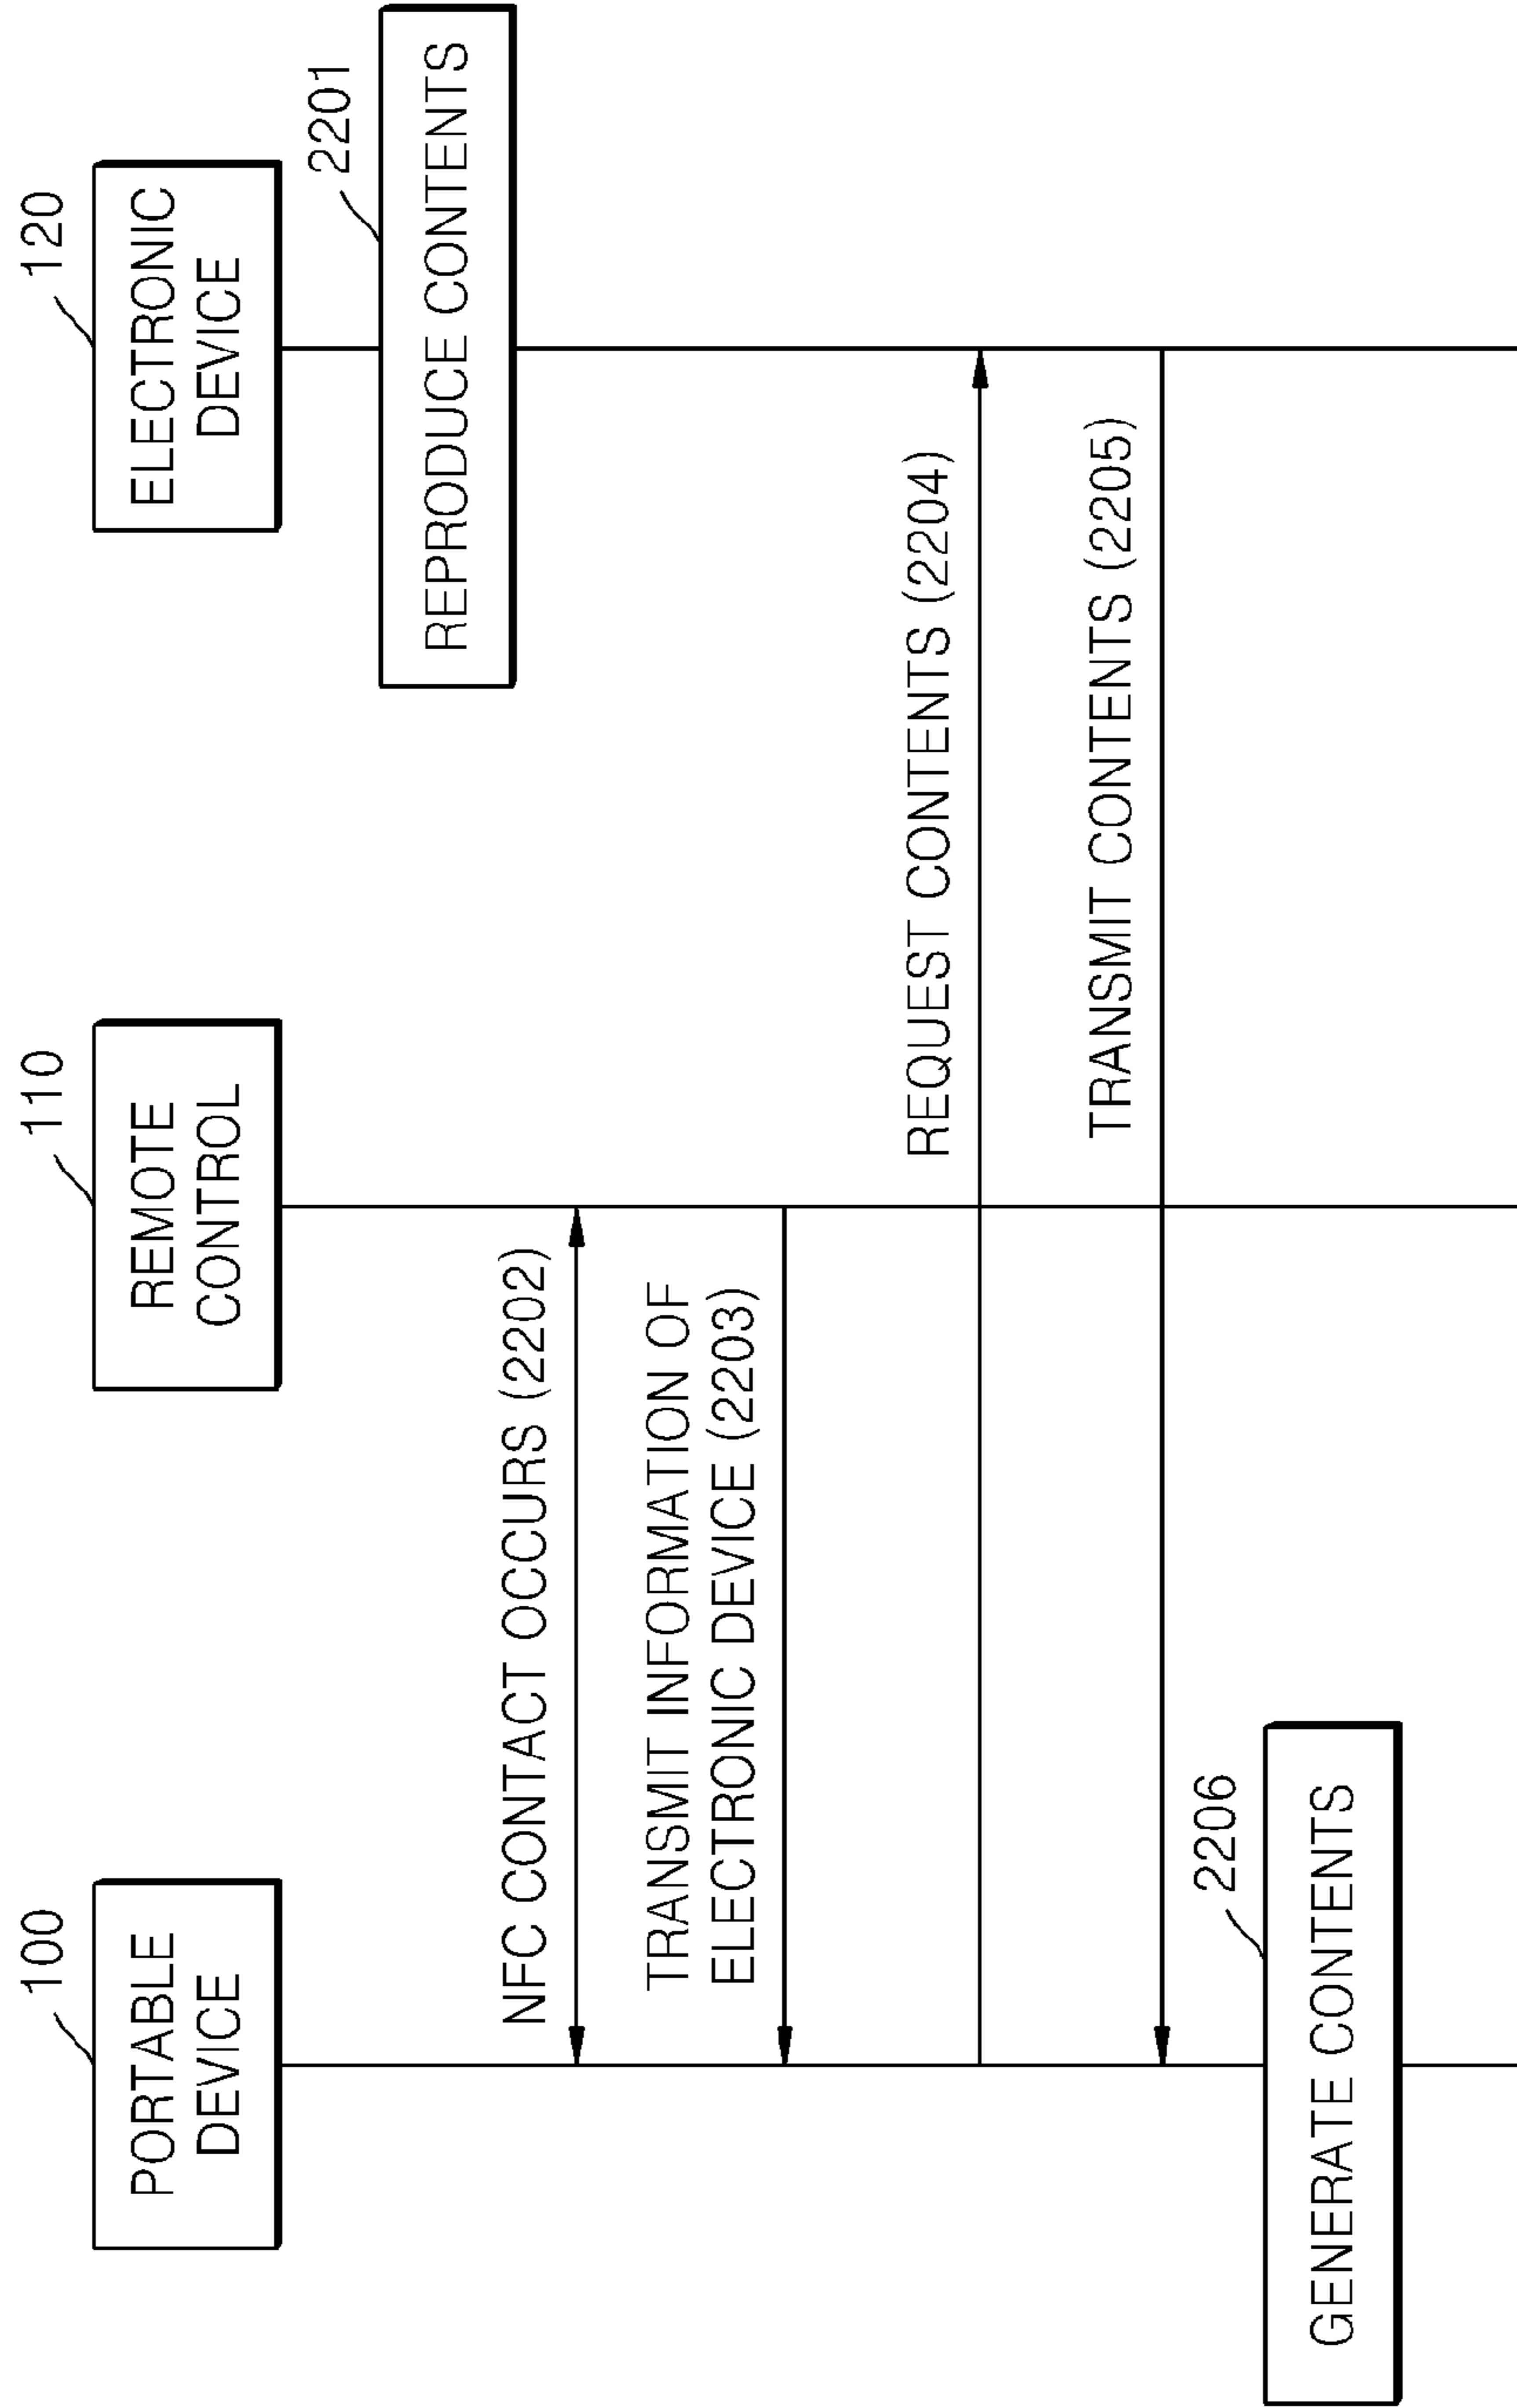 100
PORTABLE
DEVICE
110
REMOTE
CONTROL
120
ELECTRONIC
DEVICE
2201
REPRODUCE CONTENTS
NFC CONTACT OCCURS (2202)
TRANSMIT INFORMATION OF
ELECTRONIC DEVICE (2203)
REQUEST CONTENTS (2204)
TRANSMIT CONTENTS (2205)
2206
GENERATE CONTENTS